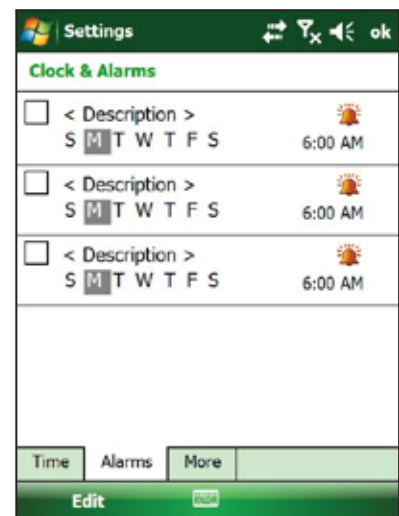 Settings ok
Clock & Alarms
< Description >
S M T W T F S 6:00 AM
< Description >
S M T W T F S 6:00 AM
< Description >
S M T W T F S 6:00 AM
Time Alarms More
Edit